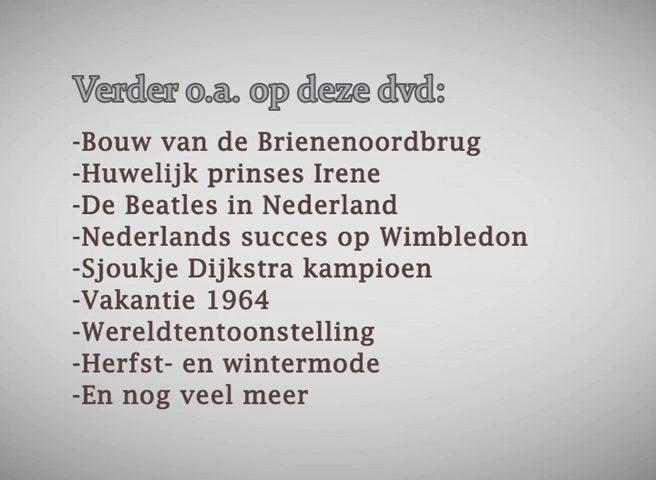 Verder o.a. op deze dvd:
-Bouw van de Brienenoordbrug
-Huwelijk prinses Irene
-De Beatles in Nederland
-Nederlands succes op Wimbledon
-Sjoukje Dijkstra kampioen
-Vakantie 1964
-Wereldtentoonstelling
-Herfst- en wintermode
-En nog veel meer